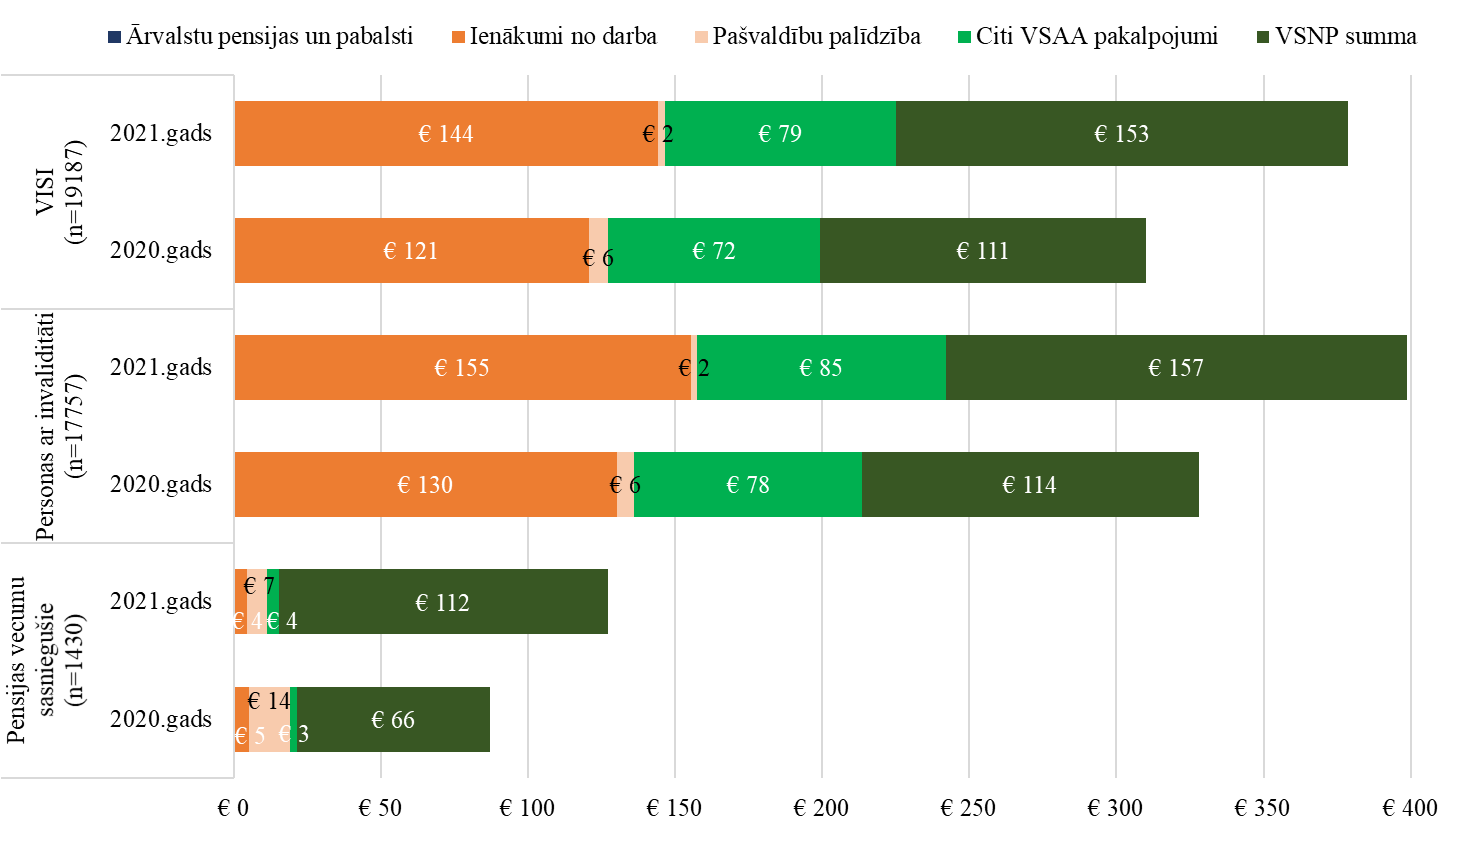 Ārvalstu pensijas un pabalsti
Ienākumi no darba
Pašvaldību palīdzība
Citi VSAA pakalpojumi
VSNP summa
VISI
(n=19187)
2021.gads
€ 144
€ 2
€ 79
€ 153
2020.gads
€ 121
€ 6
€ 72
€ 111
Personas ar invaliditāti
(n=17757)
2021.gads
€ 155
€ 2
€ 85
€ 157
2020.gads
€ 130
€ 6
€ 78
€ 114
Pensijas vecumu
sasniegušie
(n=1430)
2021.gads
€ 4
€ 7
€ 4
€ 112
2020.gads
€ 5
€ 14
€ 3
€ 66
€ 0
€ 50
€ 100
€ 150
€ 200
€ 250
€ 300
€ 350
€ 400